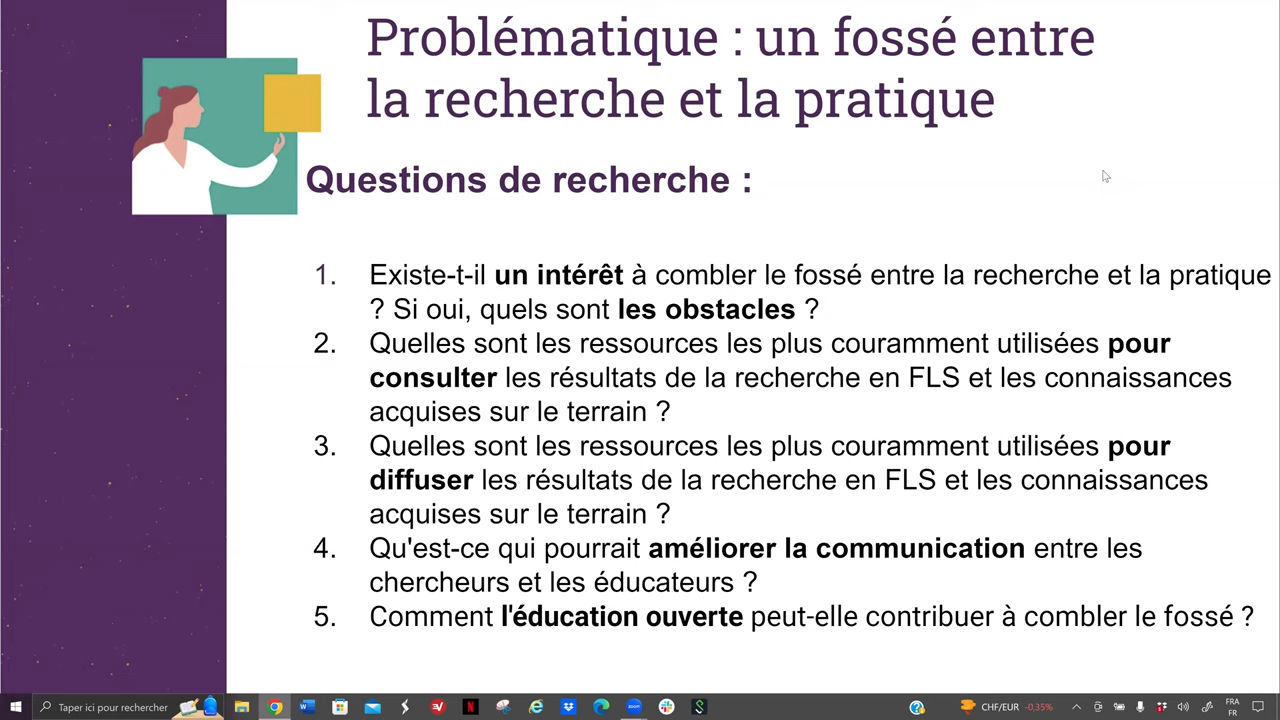 Problématique : un fossé entre
la recherche et la pratique
Questions de recherche :
1. Existe-t-il un intérêt à combler le fossé entre la recherche et la pratique
? Si oui, quels sont les obstacles ?
2. Quelles sont les ressources les plus couramment utilisées pour
consulter les résultats de la recherche en FLS et les connaissances
acquises sur le terrain ?
3. Quelles sont les ressources les plus couramment utilisées pour
diffuser les résultats de la recherche en FLS et les connaissances
acquises sur le terrain ?
4. Qu'est-ce qui pourrait améliorer la communication entre les
chercheurs et les éducateurs ?
5. Comment l'éducation ouverte peut-elle contribuer à combler le fossé ?
Taper ici pour rechercher
CHF/EUR -0,35%
FRA
FR